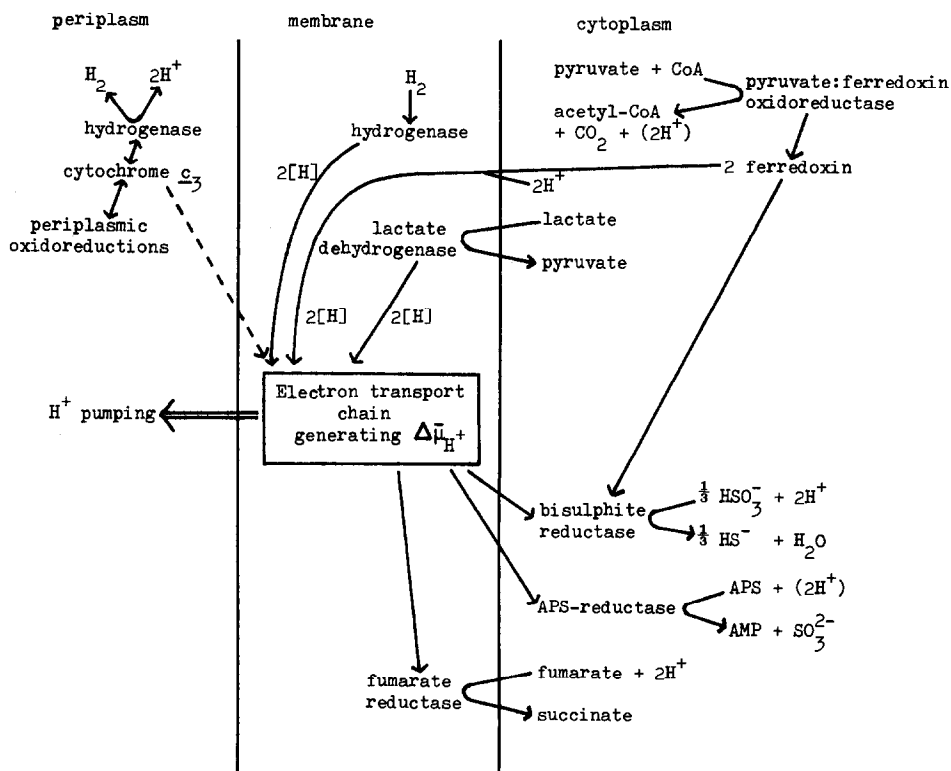 periplasm
membrane
cytoplasm
H₂ 2H⁺
hydrogenase
cytochrome c₃
periplasmic
oxidoreductions
H₂
hydrogenase
2[H]
pyruvate + CoA
acetyl-CoA
+ CO₂ + (2H⁺)
pyruvate:ferredoxin
oxidoreductase
2 ferredoxin
2H⁺
lactate
dehydrogenase
lactate
pyruvate
2[H]
2[H]
H⁺ pumping
Electron transport
chain
generating Δμ̄H⁺
bisulphite
reductase
⅓ HSO₃⁻ + 2H⁺
⅓ HS⁻ + H₂O
APS-reductase
APS + (2H⁺)
AMP + SO₃²⁻
fumarate
reductase
fumarate + 2H⁺
succinate